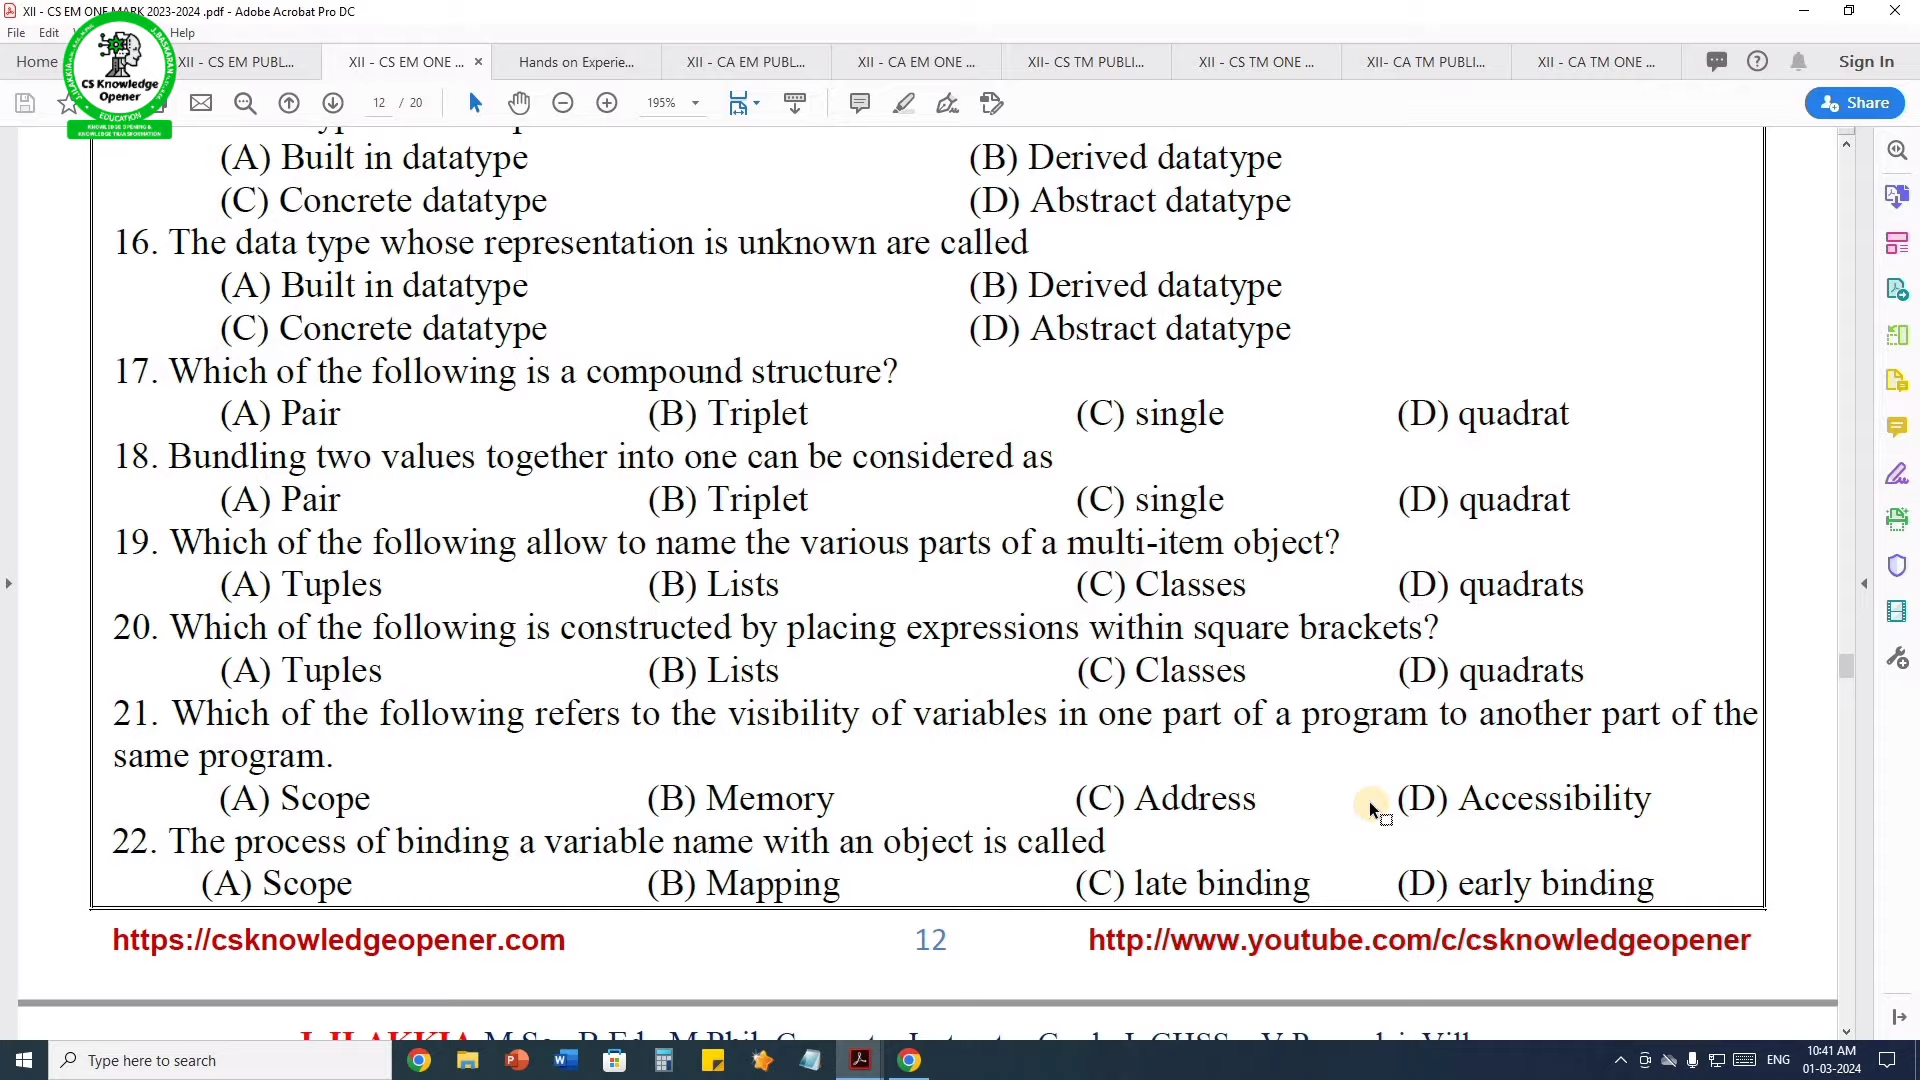 XII - CS EM ONE MARK 2023-2024 .pdf - Adobe Acrobat Pro DC
File Edit Help
Home XII - CS EM PUBL... XII - CS EM ONE ... Hands on Experie... XII - CA EM PUBL... XII - CA EM ONE ... XII- CS TM PUBLI... XII - CS TM ONE ... XII- CA TM PUBLI... XII - CA TM ONE ... Sign In
CS Knowledge
Opener
EDUCATION
KNOWLEDGE OPENING &
KNOWLEDGE TRANSFORMATION
12 / 20 195% Share
(A) Built in datatype (B) Derived datatype
(C) Concrete datatype (D) Abstract datatype
16. The data type whose representation is unknown are called
(A) Built in datatype (B) Derived datatype
(C) Concrete datatype (D) Abstract datatype
17. Which of the following is a compound structure?
(A) Pair (B) Triplet (C) single (D) quadrat
18. Bundling two values together into one can be considered as
(A) Pair (B) Triplet (C) single (D) quadrat
19. Which of the following allow to name the various parts of a multi-item object?
(A) Tuples (B) Lists (C) Classes (D) quadrats
20. Which of the following is constructed by placing expressions within square brackets?
(A) Tuples (B) Lists (C) Classes (D) quadrats
21. Which of the following refers to the visibility of variables in one part of a program to another part of the
same program.
(A) Scope (B) Memory (C) Address (D) Accessibility
22. The process of binding a variable name with an object is called
(A) Scope (B) Mapping (C) late binding (D) early binding
https://csknowledgeopener.com 12 http://www.youtube.com/c/csknowledgeopener
Type here to search ENG 10:41 AM
01-03-2024